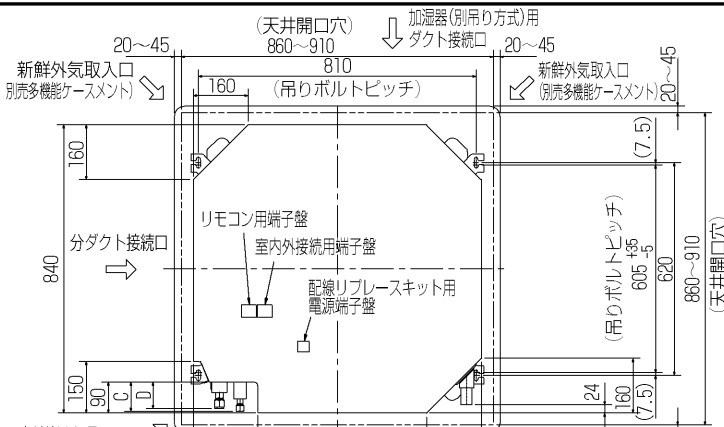 (天井開口穴)
860～910
加湿器(別吊り方式)用
ダクト接続口
20～45
20～45
810
(吊りボルトピッチ)
新鮮外気取入口
別売多機能ケースメント)
新鮮外気取入口
(別売多機能ケースメント)
20～45
160
160
(7.5)
リモコン用端子盤
室内外接続用端子盤
分ダクト接続口
配線リプレースキット用
電源端子盤
840
(吊りボルトピッチ)
605 +35 -5
620
860～910
(天井開口穴)
150
90
C
D
24
160
(7.5)